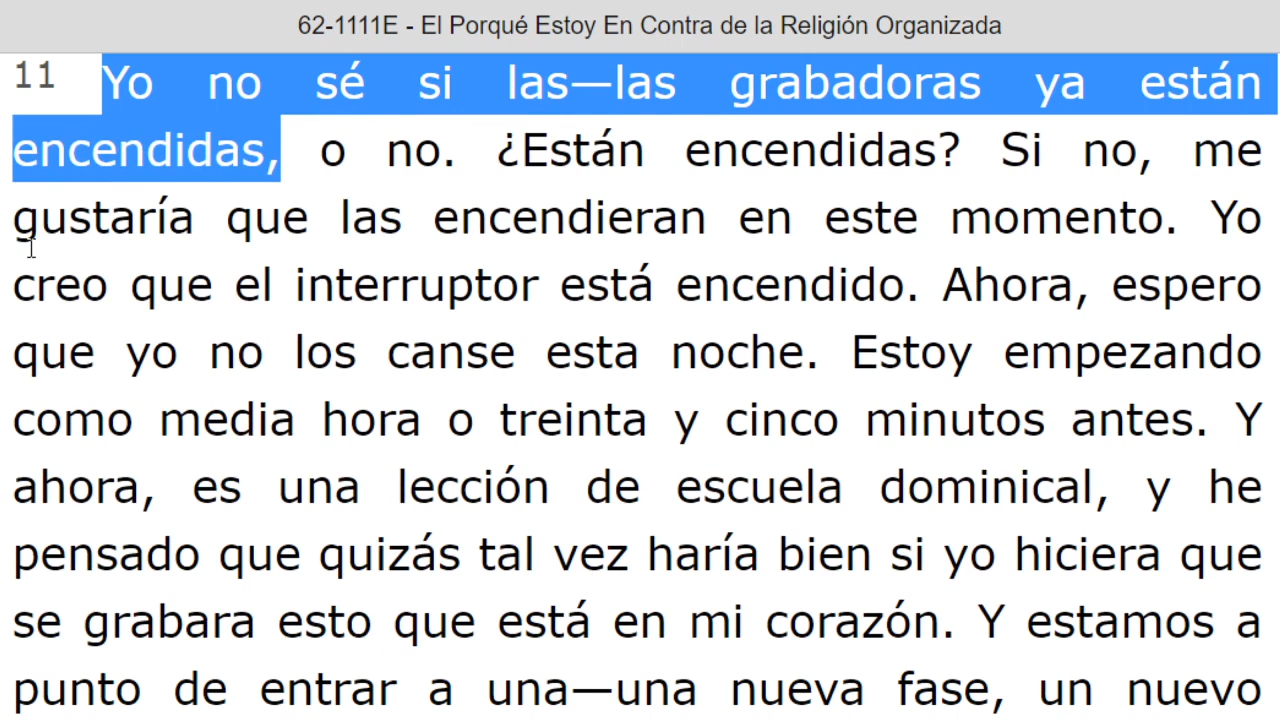 62-1111E - El Porqué Estoy En Contra de la Religión Organizada
11 Yo no sé si las—las grabadoras ya están
encendidas, o no. ¿Están encendidas? Si no, me
gustaría que las encendieran en este momento. Yo
creo que el interruptor está encendido. Ahora, espero
que yo no los canse esta noche. Estoy empezando
como media hora o treinta y cinco minutos antes. Y
ahora, es una lección de escuela dominical, y he
pensado que quizás tal vez haría bien si yo hiciera que
se grabara esto que está en mi corazón. Y estamos a
punto de entrar a una—una nueva fase, un nuevo